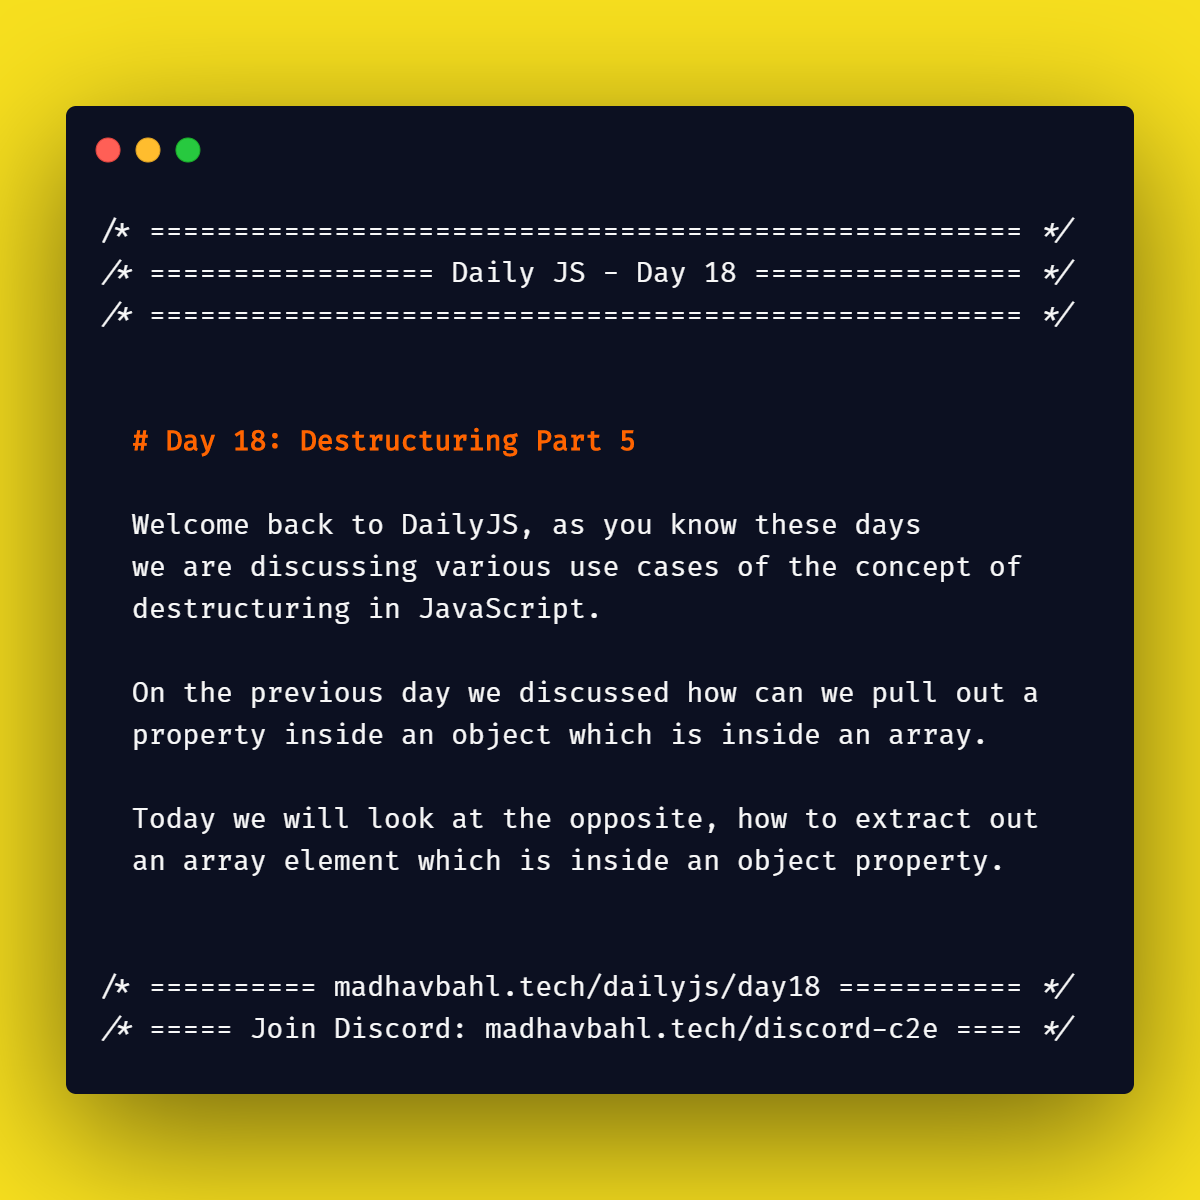 /* ==================================================== */
/* ================= Daily JS - Day 18 ================ */
/* ==================================================== */
# Day 18: Destructuring Part 5
Welcome back to DailyJS, as you know these days
we are discussing various use cases of the concept of
destructuring in JavaScript.
On the previous day we discussed how can we pull out a
property inside an object which is inside an array.
Today we will look at the opposite, how to extract out
an array element which is inside an object property.
/* ========== madhavbahl.tech/dailyjs/day18 =========== */
/* ===== Join Discord: madhavbahl.tech/discord-c2e ==== */